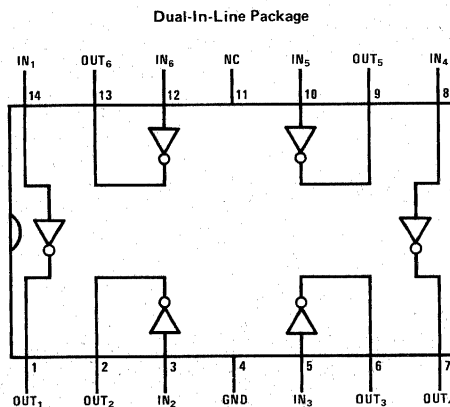 Dual-In-Line Package
IN₁ OUT₆ IN₆ NC IN₅ OUT₅ IN₄
14 13 12 11 10 9 8
1 2 3 4 5 6 7
OUT₁ OUT₂ IN₂ GND IN₃ OUT₃